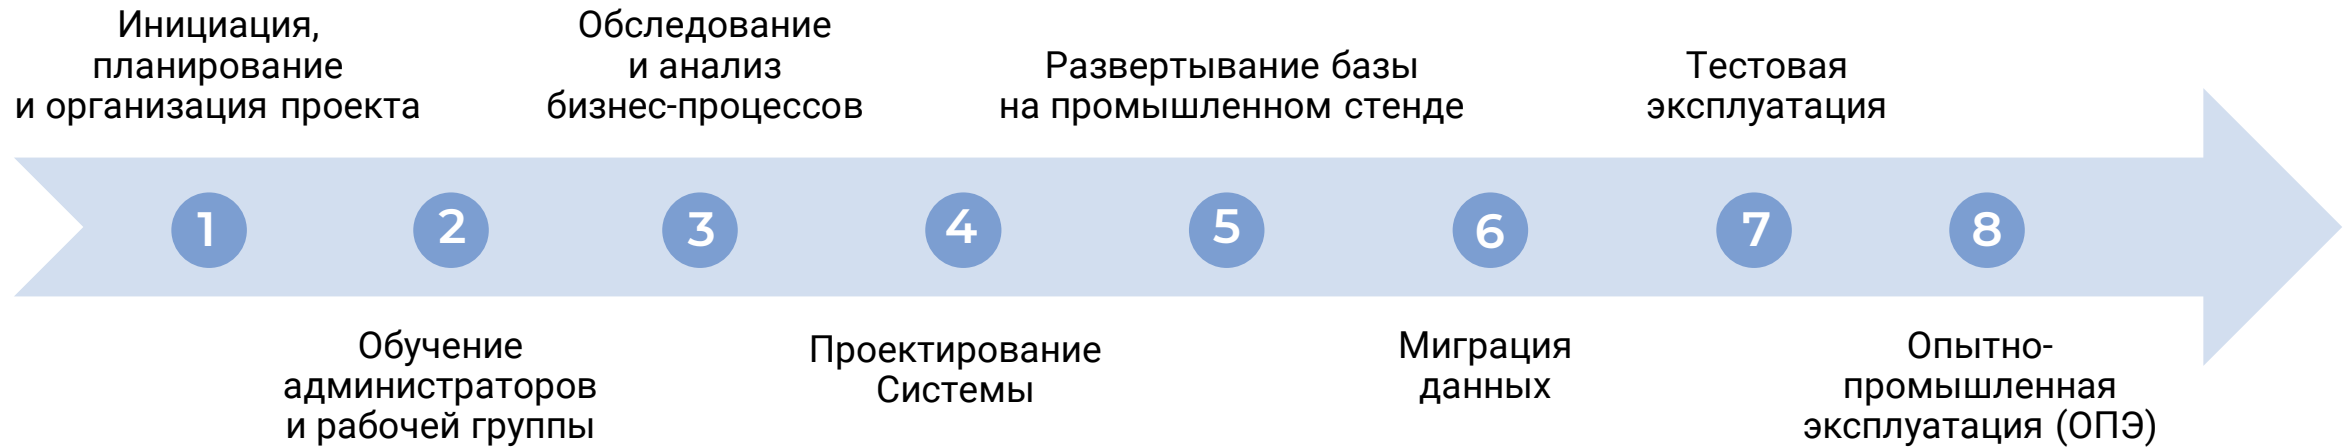 Инициация,
планирование
и организация проекта
Обследование
и анализ
бизнес-процессов
Развертывание базы
на промышленном стенде
Тестовая
эксплуатация
1
2
3
4
5
6
7
8
Обучение
администраторов
и рабочей группы
Проектирование
Системы
Миграция
данных
Опытно-
промышленная
эксплуатация (ОПЭ)